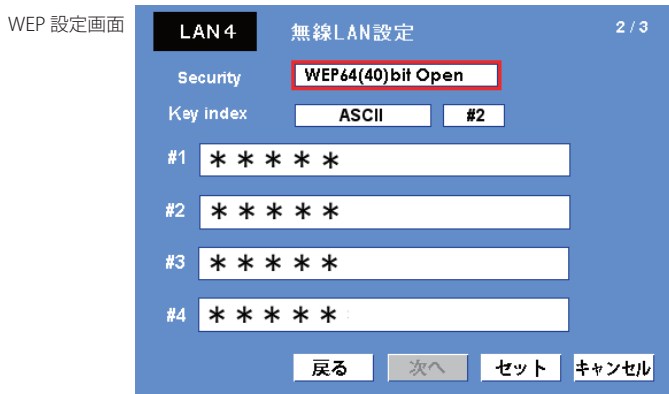 WEP 設定画面
LAN4 無線LAN設定 2/3
Security WEP64(40)bit Open
Key index ASCII #2
#1 *****
#2 *****
#3 *****
#4 *****
戻る 次へ セット キャンセル